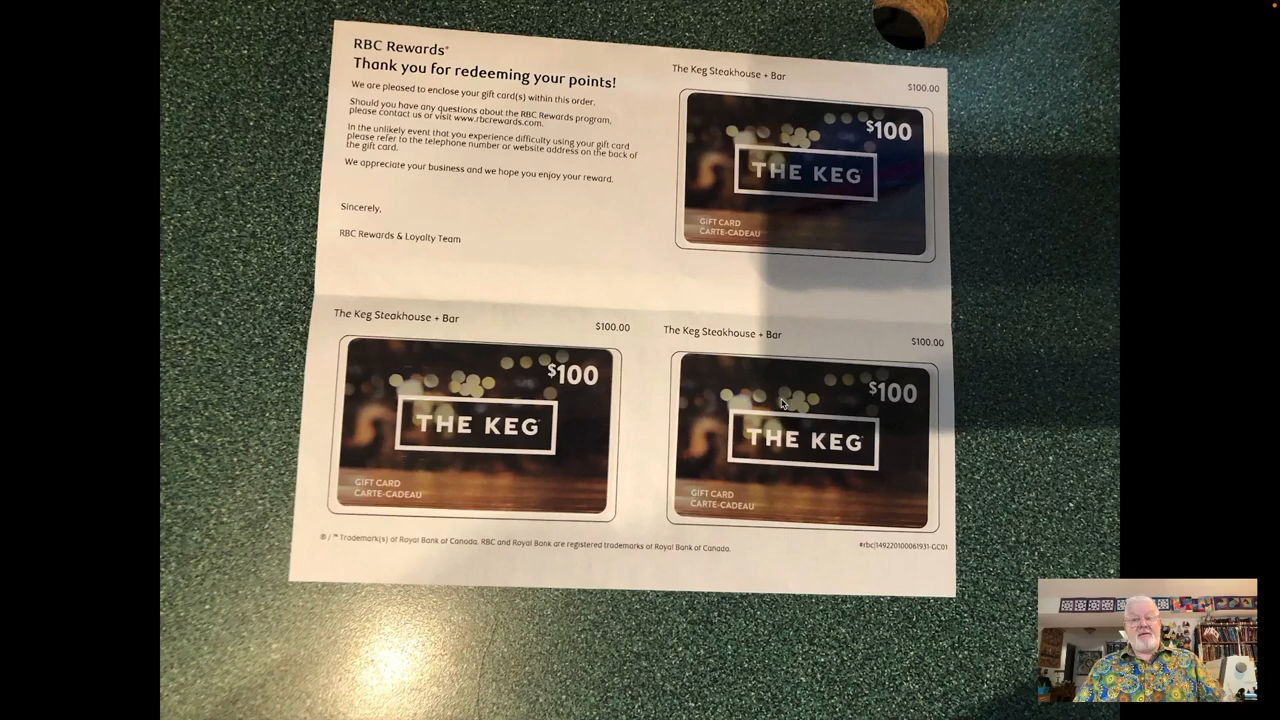 RBC Rewards®
Thank you for redeeming your points!
We are pleased to enclose your gift card(s) within this order.
Should you have any questions about the RBC Rewards program,
please contact us or visit www.rbcrewards.com.
In the unlikely event that you experience difficulty using your gift card
please refer to the telephone number or website address on the back of
the gift card.
We appreciate your business and we hope you enjoy your reward.
Sincerely,
RBC Rewards & Loyalty Team
The Keg Steakhouse + Bar
$100.00
$100
THE KEG
GIFT CARD
CARTE-CADEAU
The Keg Steakhouse + Bar
$100.00
$100
THE KEG
GIFT CARD
CARTE-CADEAU
The Keg Steakhouse + Bar
$100.00
$100
THE KEG
GIFT CARD
CARTE-CADEAU
® / ™ Trademark(s) of Royal Bank of Canada. RBC and Royal Bank are registered trademarks of Royal Bank of Canada.
#rbc|149220100061931-GC01